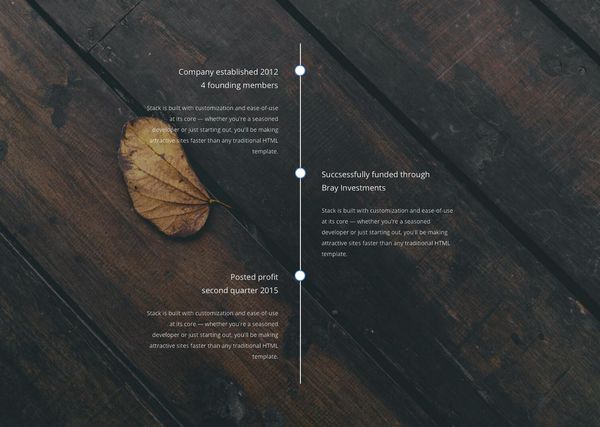 Company established 2012
4 founding members
Stack is built with customization and ease-of-use
at its core — whether you're a seasoned
developer or just starting out, you'll be making
attractive sites faster than any traditional HTML
template.
Succsessfully funded through
Bray Investments
Stack is built with customization and ease-of-use
at its core — whether you're a seasoned
developer or just starting out, you'll be making
attractive sites faster than any traditional HTML
template.
Posted profit
second quarter 2015
Stack is built with customization and ease-of-use
at its core — whether you're a seasoned
developer or just starting out, you'll be making
attractive sites faster than any traditional HTML
template.